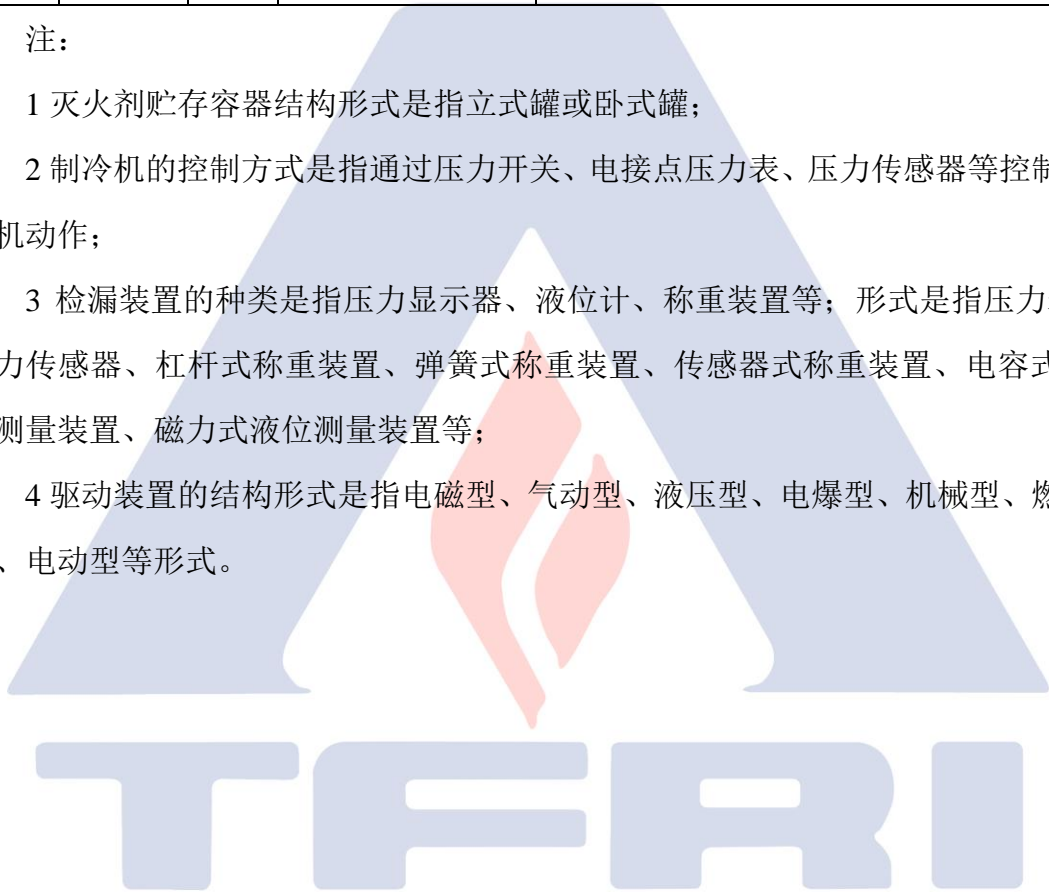 注：
1 灭火剂贮存容器结构形式是指立式罐或卧式罐；
2 制冷机的控制方式是指通过压力开关、电接点压力表、压力传感器等控制
机动作；
3 检漏装置的种类是指压力显示器、液位计、称重装置等；形式是指压力
力传感器、杠杆式称重装置、弹簧式称重装置、传感器式称重装置、电容式
测量装置、磁力式液位测量装置等；
4 驱动装置的结构形式是指电磁型、气动型、液压型、电爆型、机械型、燃
、电动型等形式。
TFRI